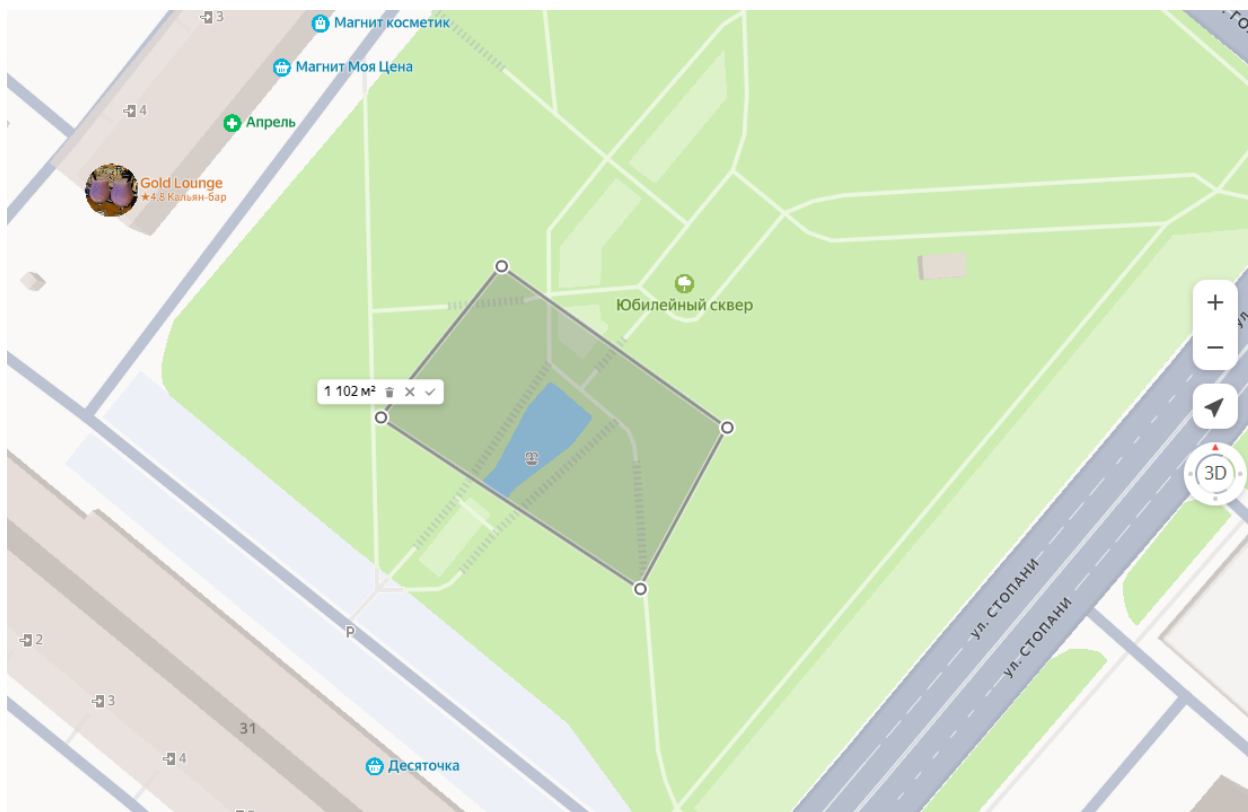 3
Магнит косметик
Магнит Моя Цена
4
Апрель
Gold Lounge
★4,8 Кальян-бар
Юбилейный сквер
+
−
1 102 м²
3D
ул. СТОПАНИ
ул. СТОПАНИ
P
2
3
31
4
Десяточка